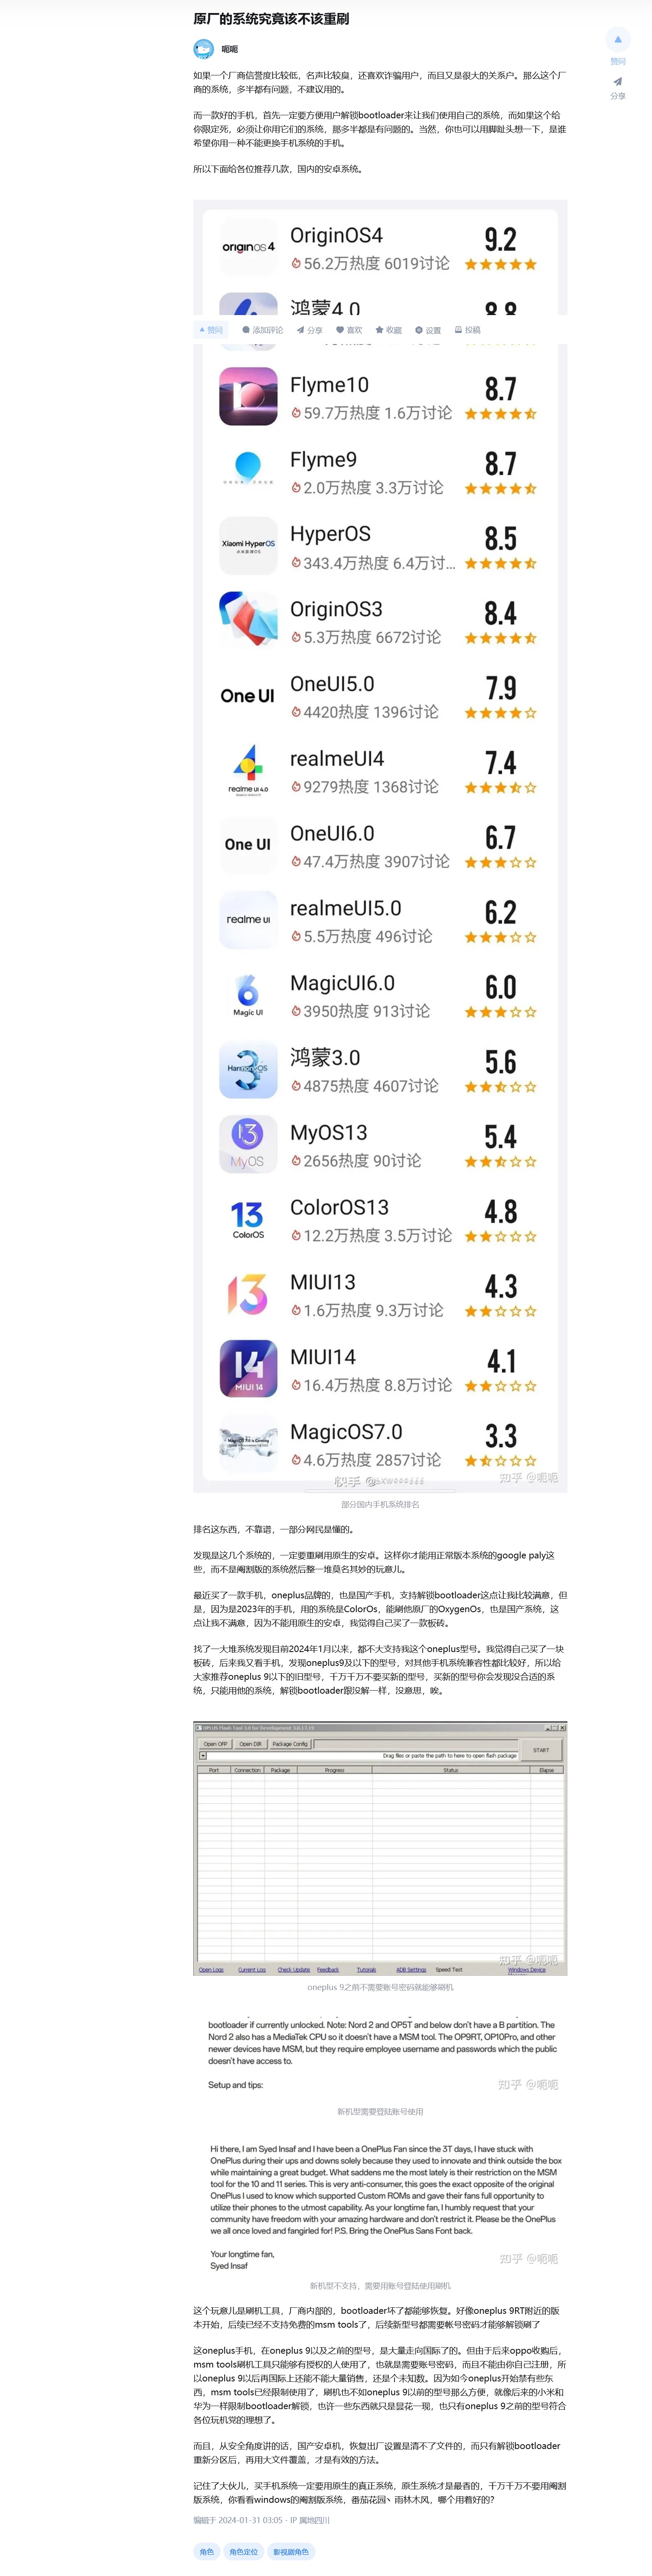 原厂的系统究竟该不该重刷
呃呃
赞同
分享
如果一个厂商信誉度比较低，名声比较臭，还喜欢诈骗用户，而且又是很大的关系户。那么这个厂
商的系统，多半都有问题，不建议用的。
而一款好的手机，首先一定要方便用户解锁bootloader来让我们使用自己的系统，而如果这个给
你限定死，必须让你用它们的系统，那多半都是有问题的。当然，你也可以用脚趾头想一下，是谁
希望你用一种不能更换手机系统的手机。
所以下面给各位推荐几款，国内的安卓系统。
originos 4
OriginOS4
56.2万热度 6019讨论
9.2
鸿蒙4.0
8.8
赞同 添加评论 分享 喜欢 收藏 设置 投稿
Flyme10
59.7万热度 1.6万讨论
8.7
Flyme9
2.0万热度 3.3万讨论
8.7
Xiaomi HyperOS
HyperOS
343.4万热度 6.4万讨...
8.5
OriginOS3
5.3万热度 6672讨论
8.4
One UI
OneUI5.0
4420热度 1396讨论
7.9
realme UI 4.0
realmeUI4
9279热度 1368讨论
7.4
One UI
OneUI6.0
47.4万热度 3907讨论
6.7
realme UI
realmeUI5.0
5.5万热度 496讨论
6.2
Magic UI
MagicUI6.0
3950热度 913讨论
6.0
HarmonyOS
3
鸿蒙3.0
4875热度 4607讨论
5.6
13
MyOS
MyOS13
2656热度 90讨论
5.4
13
ColorOS
ColorOS13
12.2万热度 3.5万讨论
4.8
13
MIUI13
1.6万热度 9.3万讨论
4.3
14
MIUI 14
MIUI14
16.4万热度 8.8万讨论
4.1
MagicOS7.0
4.6万热度 2857讨论
3.3
快手
知乎 @呃呃
部分国内手机系统排名
排名这东西，不靠谱，一部分网民是懂的。
发现是这几个系统的，一定要重刷用原生的安卓。这样你才能用正常版本系统的google paly这
些，而不是阉割版的系统然后整一堆莫名其妙的玩意儿。
最近买了一款手机，oneplus品牌的，也是国产手机，支持解锁bootloader这点让我比较满意，但
是，因为是2023年的手机，用的系统是ColorOs，能刷他原厂的OxygenOs，也是国产系统，这
点让我不满意，因为不能用原生的安卓，我觉得自己买了一款板砖。
找了一大堆系统发现目前2024年1月以来，都不大支持我这个oneplus型号。我觉得自己买了一块
板砖，后来我又看手机，发现oneplus9及以下的型号，对其他手机系统兼容性都比较好，所以给
大家推荐oneplus 9以下的旧型号，千万千万不要买新的型号，买新的型号你会发现没合适的系
统，只能用他的系统，解锁bootloader跟没解一样，没意思，唉。
Open OFP Open DIR Package Config
Drag files or paste the path to here to open flash package
START
Port Connection Package Progress Status Elapse
知乎 @呃呃
Open Logs Current Log Check Update Feedback Tutorials ADB Settings Speed Test Windows Device
oneplus 9之前不需要账号密码就能够刷机
bootloader if currently unlocked. Note: Nord 2 and OP5T and below don't have a B partition. The
Nord 2 also has a MediaTek CPU so it doesn't have a MSM tool. The OP9RT, OP10Pro, and other
newer devices have MSM, but they require employee username and passwords which the public
doesn't have access to.
Setup and tips:
知乎 @呃呃
新机型需要登陆账号使用
Hi there, I am Syed Insaf and I have been a OnePlus Fan since the 3T days, I have stuck with
OnePlus during their ups and downs solely because they used to innovate and think outside the box
while maintaining a great budget. What saddens me the most lately is their restriction on the MSM
tool for the 10 and 11 series. This is very anti-consumer, this goes the exact opposite of the original
OnePlus I used to know which supported Custom ROMs and gave their fans full opportunity to
utilize their phones to the utmost capability. As your longtime fan, I humbly request that your
community have freedom with your amazing hardware and don't restrict it. Please be the OnePlus
we all once loved and fangirled for! P.S. Bring the OnePlus Sans Font back.
Your longtime fan,
Syed Insaf
知乎 @呃呃
新机型不支持，需要用账号登陆使用刷机
这个玩意儿是刷机工具，厂商内部的，bootloader坏了都能够恢复。好像oneplus 9RT附近的版
本开始，后续已经不支持免费的msm tools了，后续新型号都需要帐号密码才能够解锁刷了
这oneplus手机，在oneplus 9以及之前的型号，是大量走向国际了的。但由于后来oppo收购后，
msm tools刷机工具只能够有授权的人使用了，也就是需要账号密码，而且不能由你自己注册，所
以oneplus 9以后再国际上还能不能大量销售，还是个未知数。因为如今oneplus开始禁有些东
西，msm tools已经限制使用了，刷机也不如oneplus 9以前的型号那么方便，就像后来的小米和
华为一样限制bootloader解锁，也许一些东西就只是昙花一现，也只有oneplus 9之前的型号符合
各位玩机党的理想了。
而且，从安全角度讲的话，国产安卓机，恢复出厂设置是清不了文件的，而只有解锁bootloader
重新分区后，再用大文件覆盖，才是有效的方法。
记住了大伙儿，买手机系统一定要用原生的真正系统，原生系统才是最香的，千万千万不要用阉割
版系统，你看看windows的阉割版系统，番茄花园、雨林木风，哪个用着好的？
编辑于 2024-01-31 03:05・IP 属地四川
角色 角色定位 影视剧角色